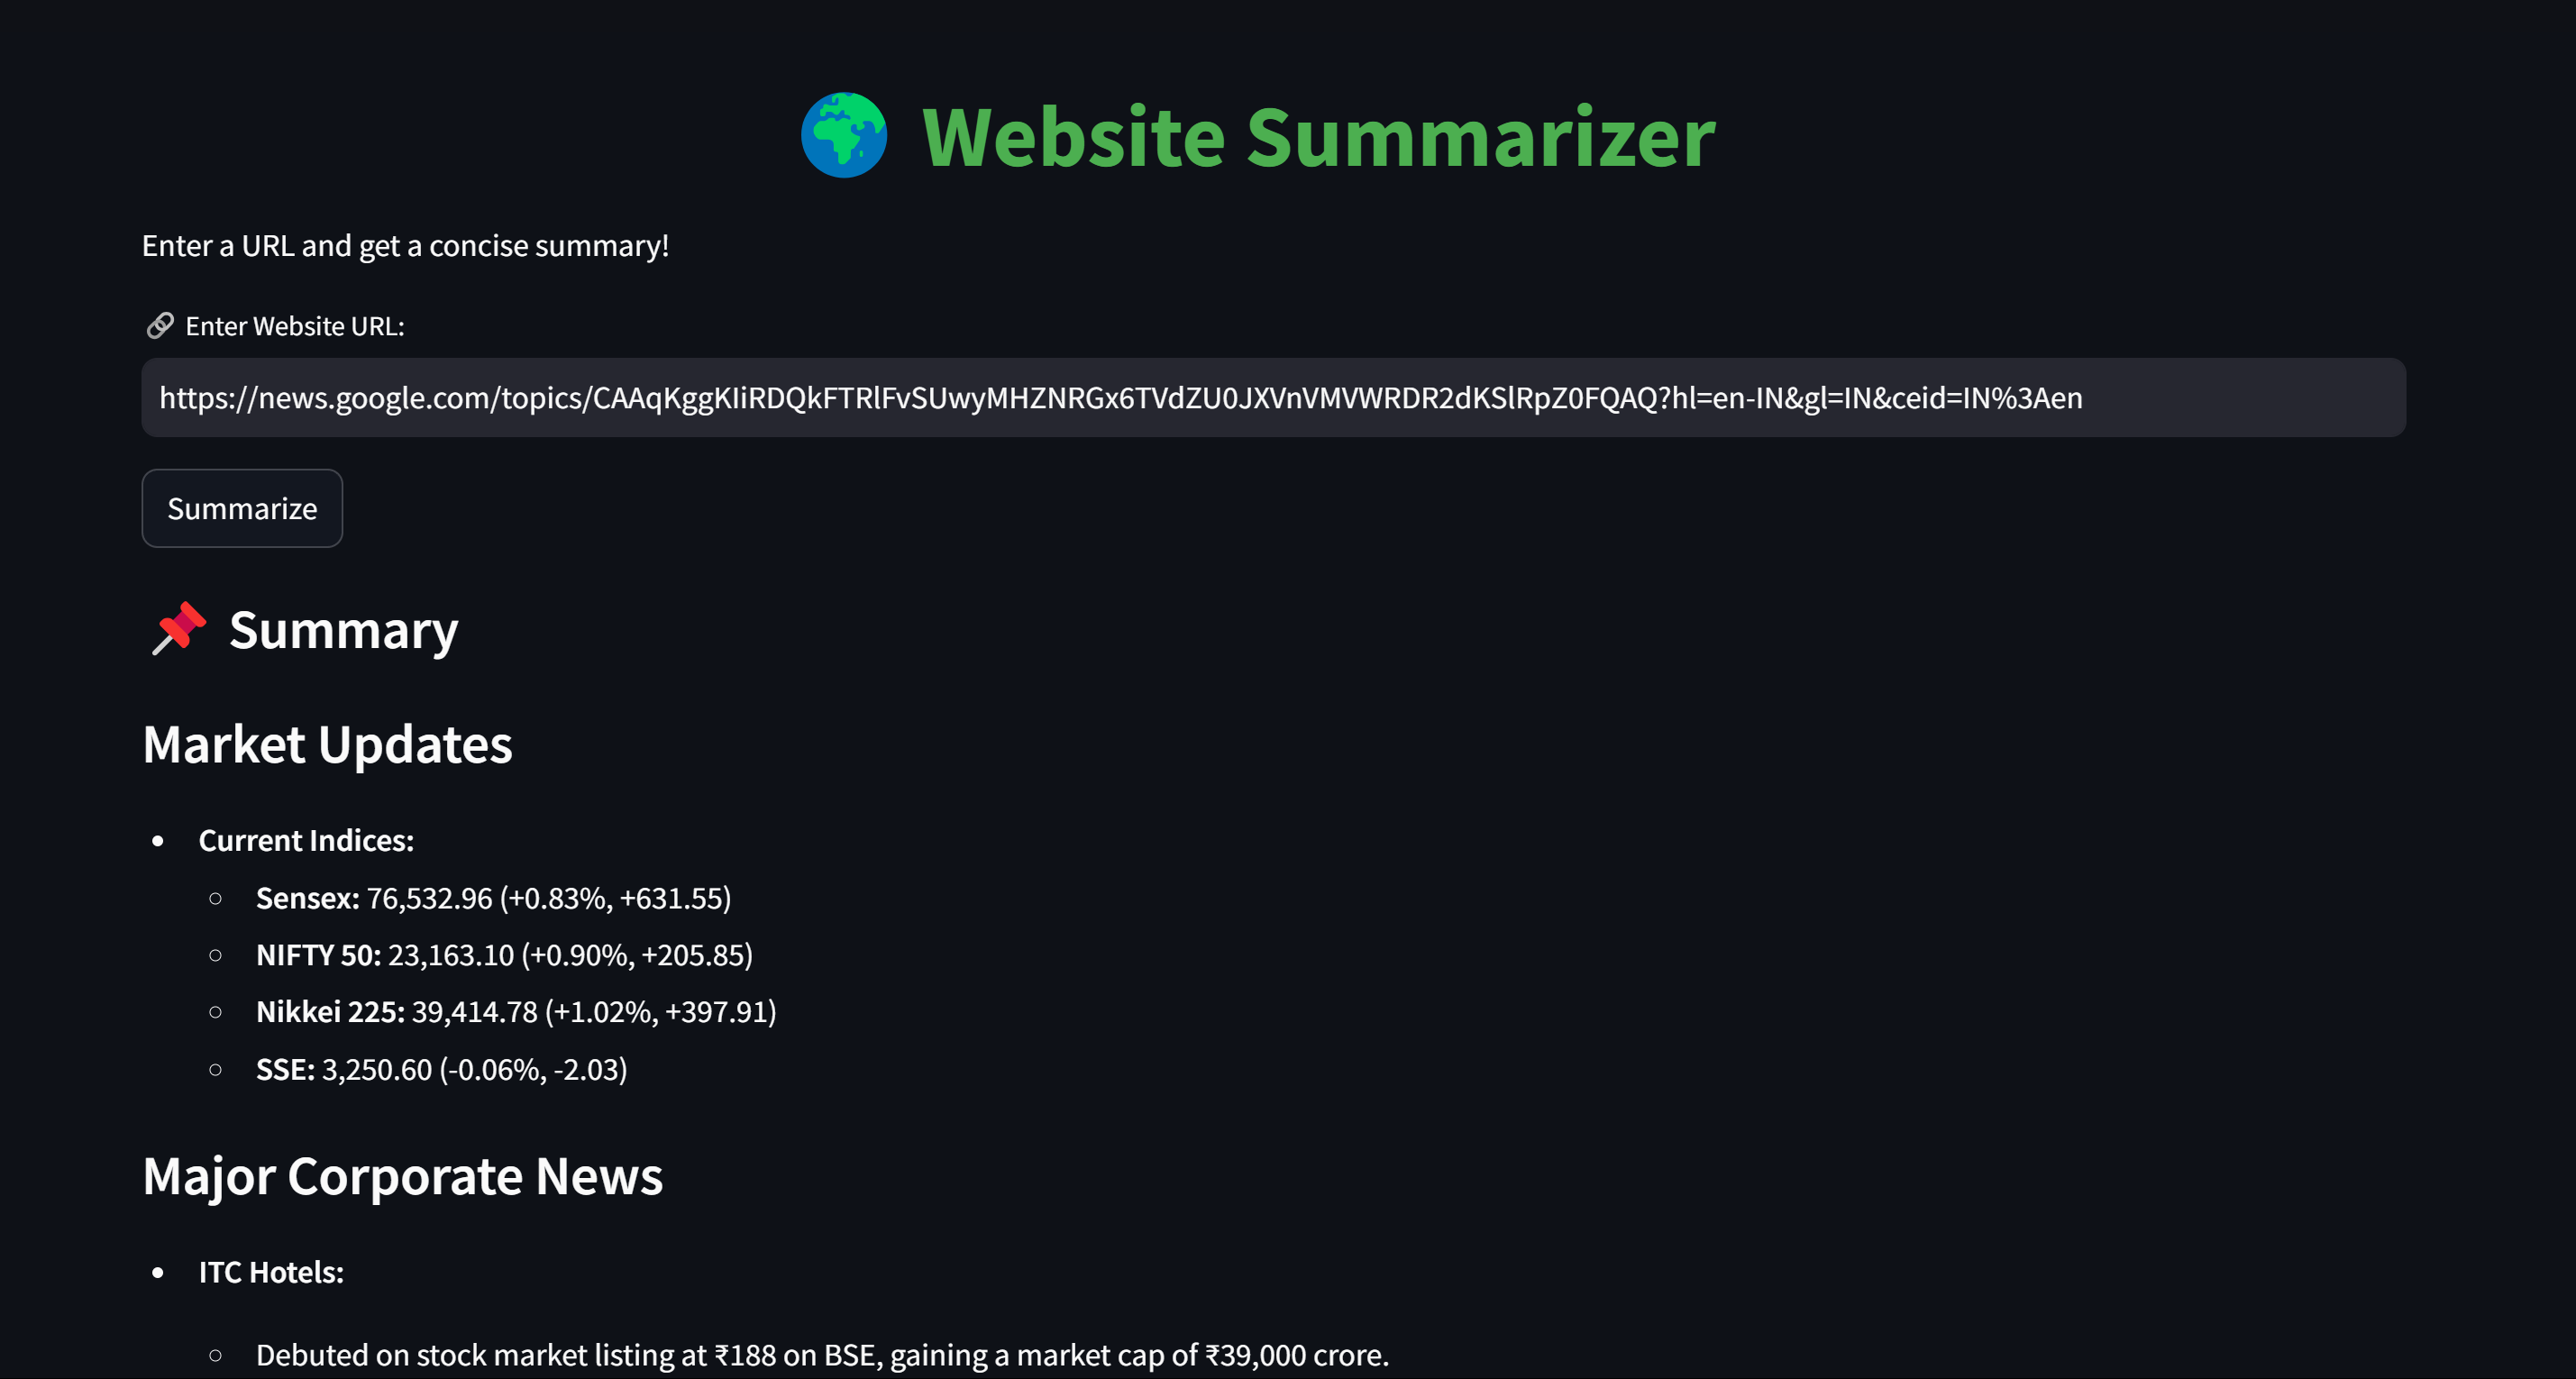 Website Summarizer
Enter a URL and get a concise summary!
Enter Website URL:
https://news.google.com/topics/CAAqKggKIiRDQkFTRlFvSUwyMHZNRGx6TVdZU0JXVnVMVWRDR2dKSlRpZ0FQAQ?hl=en-IN&gl=IN&ceid=IN%3Aen
Summarize
Summary
Market Updates
• Current Indices:
◦ Sensex: 76,532.96 (+0.83%, +631.55)
◦ NIFTY 50: 23,163.10 (+0.90%, +205.85)
◦ Nikkei 225: 39,414.78 (+1.02%, +397.91)
◦ SSE: 3,250.60 (-0.06%, -2.03)
Major Corporate News
• ITC Hotels:
◦ Debuted on stock market listing at ₹188 on BSE, gaining a market cap of ₹39,000 crore.